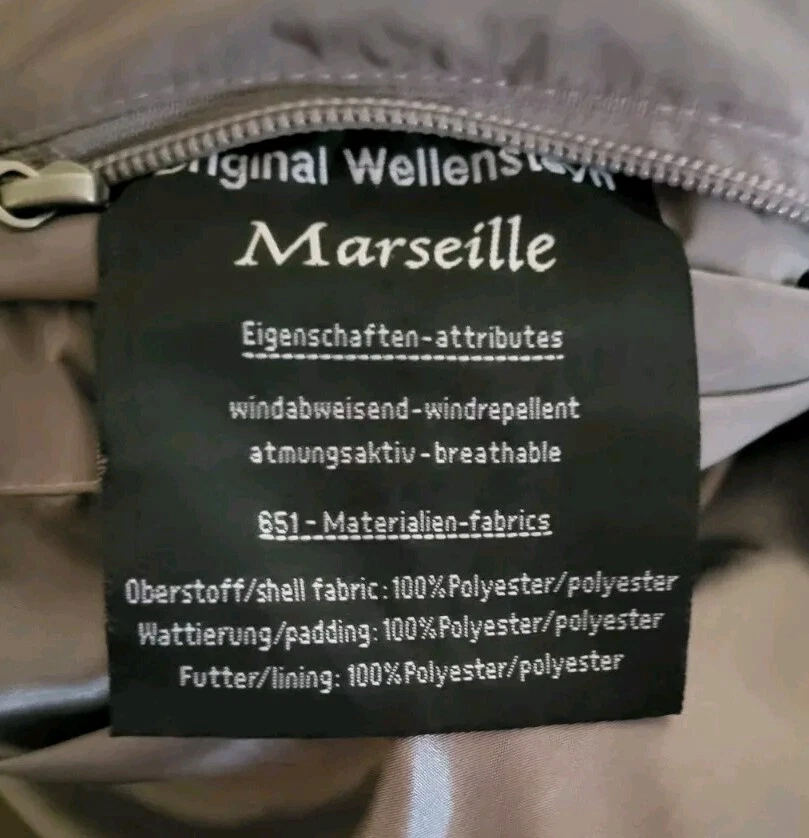 Original Wellensteyn
Marseille
Eigenschaften-attributes
windabweisend-windrepellent
atmungsaktiv-breathable
651-Materialien-fabrics
Oberstoff/shell fabric:100%Polyester/polyester
Wattierung/padding:100%Polyester/polyester
Futter/lining: 100%Polyester/polyester